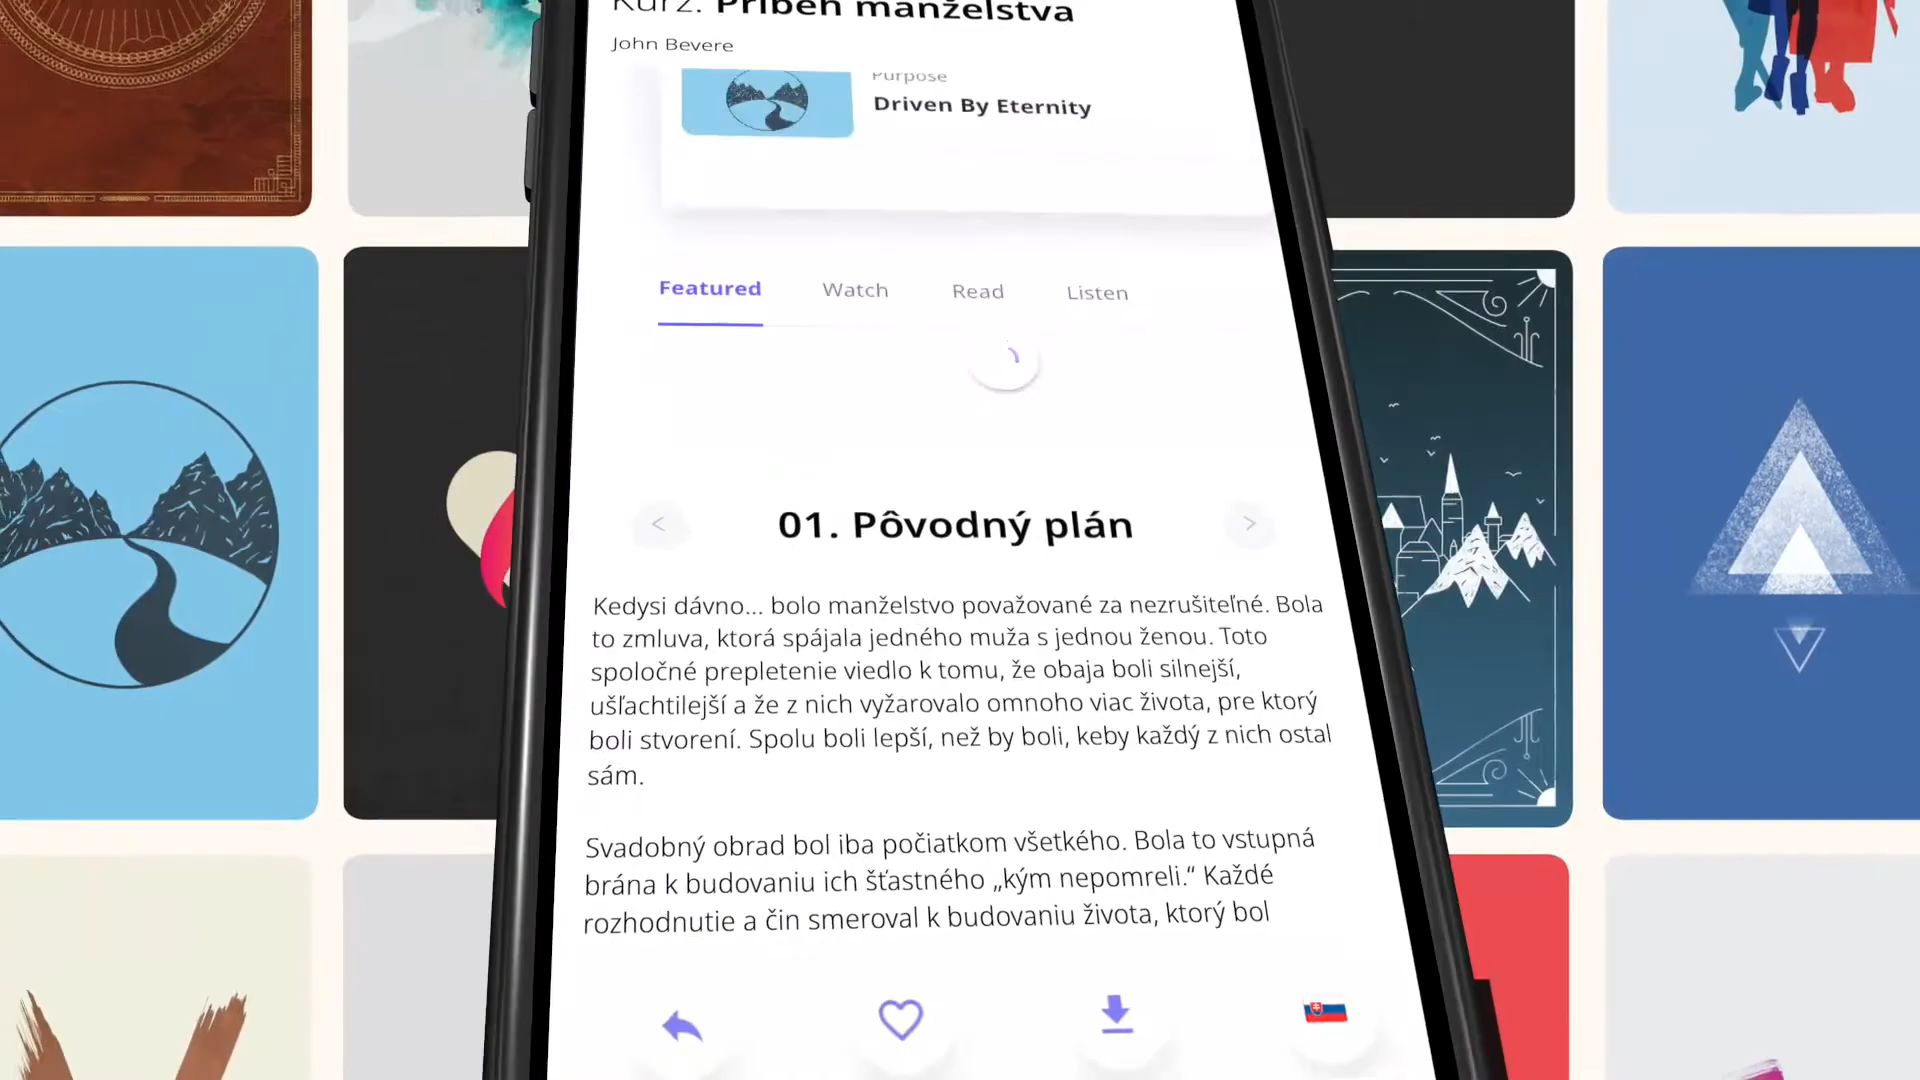 Kurz: Príbeh manželstva
John Bevere
Purpose
Driven By Eternity
Featured
Watch
Read
Listen
<
01. Pôvodný plán
>
Kedysi dávno... bolo manželstvo považované za nezrušiteľné. Bola
to zmluva, ktorá spájala jedného muža s jednou ženou. Toto
spoločné prepletenie viedlo k tomu, že obaja boli silnejší,
ušľachtilejší a že z nich vyžarovalo omnoho viac života, pre ktorý
boli stvorení. Spolu boli lepší, než by boli, keby každý z nich ostal
sám.
Svadobný obrad bol iba počiatkom všetkého. Bola to vstupná
brána k budovaniu ich šťastného „kým nepomreli.“ Každé
rozhodnutie a čin smeroval k budovaniu života, ktorý bol